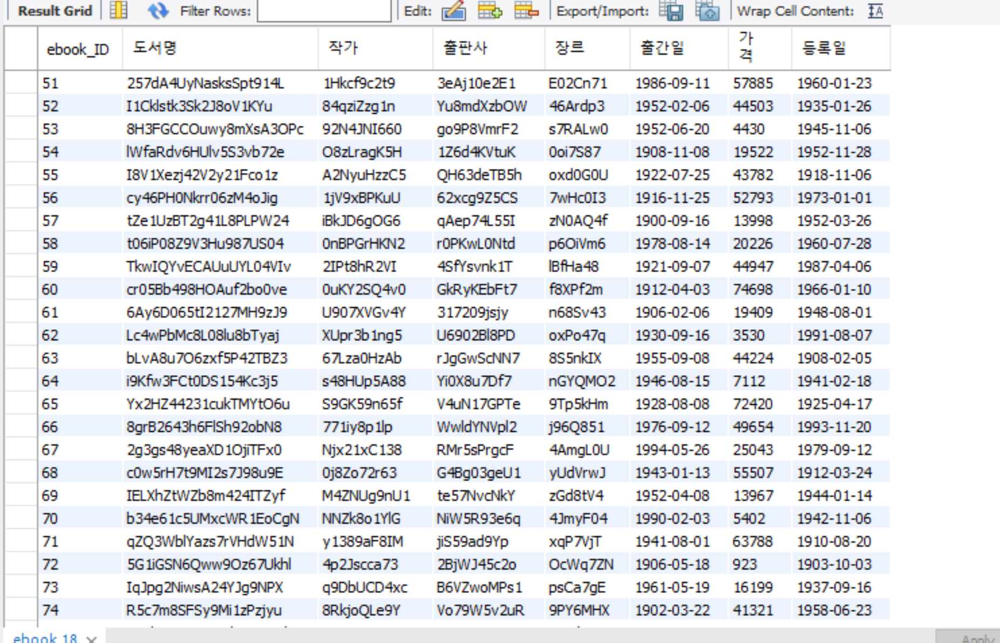 Result Grid Filter Rows: Edit: Export/Import: Wrap Cell Content: IA
ebook_ID 도서명 작가 출판사 장르 출간일 가격 등록일
51 257dA4UyNasksSpt914L 1Hkcf9c2t9 3eAj10e2E1 E02Cn71 1986-09-11 57885 1960-01-23
52 I1Cklstk3Sk2J8oV1KYu 84qziZzg1n Yu8mdXzbOW 46Ardp3 1952-02-06 44503 1935-01-26
53 8H3FGCCOuwy8mXsA3OPc 92N4JNI660 go9P8VmrF2 s7RALw0 1952-06-20 4430 1945-11-06
54 lWfaRdv6HUlv5S3vb72e O8zLragK5H 1Z6d4KVtuK 0oi7S87 1908-11-08 19522 1952-11-28
55 I8V1Xezj42V2y21Fco1z A2NyuHzzC5 QH63deTB5h oxd0G0U 1922-07-25 43782 1918-11-06
56 cy46PH0Nkrr06zM4oJig 1jV9xBPKuU 62xcg9Z5CS 7wHc0I3 1916-11-25 52793 1973-01-01
57 tZe1UzBT2g41L8PLPW24 iBkJD6gOG6 qAep74L55I zN0AQ4f 1900-09-16 13998 1952-03-26
58 t06iP08Z9V3Hu987US04 0nBPGrHKN2 r0PKwL0Ntd p6OiVm6 1978-08-14 20226 1960-07-28
59 TkwIQYvECAUuUYL04VIv 2IPt8hR2VI 4SfYsvnk1T lBfHa48 1921-09-07 44947 1987-04-06
60 cr05Bb498HOAuf2bo0ve 0uKY2SQ4v0 GkRyKEbFt7 f8XPf2m 1912-04-03 74698 1966-01-10
61 6Ay6D065tI2127MH9zJ9 U907XVGv4Y 317209jsjy n68Sv43 1906-02-06 19409 1948-08-01
62 Lc4wPbMc8L08lu8bTyaj XUpr3b1ng5 U6902Bl8PD oxPo47q 1930-09-16 3530 1991-08-07
63 bLvA8u7O6zxf5P42TBZ3 67Lza0HzAb rJgGwScNN7 8S5nkIX 1955-09-08 44224 1908-02-05
64 i9Kfw3FCt0DS154Kc3j5 s48HUp5A88 Yi0X8u7Df7 nGYQMO2 1946-08-15 7112 1941-02-18
65 Yx2HZ44231cukTMYtO6u S9GK59n65f V4uN17GPTe 9Tp5kHm 1928-08-08 72420 1925-04-17
66 8grB2643h6FlSh92obN8 771iy8p1lp WwldYNVpl2 j96Q851 1976-09-12 49654 1993-11-20
67 2g3gs48yeaXD1OjiTFx0 Njx21xC138 RMr5sPrgcF 4AmgL0U 1994-05-26 25043 1979-09-12
68 c0w5rH7t9MI2s7J98u9E 0j8Zo72r63 G4Bg03geU1 yUdVrwJ 1943-01-13 55507 1912-03-24
69 IELXhZtWZb8m424ITZyf M4ZNUg9nU1 te57NvcNkY zGd8tV4 1952-04-08 13967 1944-01-14
70 b34e61c5UMxcWR1EoCgN NNZk8o1YlG NiW5R93e6q 4JmyF04 1990-02-03 5402 1942-11-06
71 qZQ3WblYazs7rVHdW51N y1389aF8IM jiS59ad9Yp xqP7VjT 1941-08-01 63788 1910-08-20
72 5G1iGSN6Qww9Oz67Ukhl 4p2Jscca73 2BjWJ45c2o OcWq7ZN 1906-05-18 923 1903-10-03
73 IqJpg2NiwsA24YJg9NPX q9DbUCD4xc B6VZwoMPs1 psCa7gE 1961-05-19 16199 1937-09-16
74 R5c7m8SFSy9Mi1zPzjyu 8RkjoQLe9Y Vo79W5v2uR 9PY6MHX 1902-03-22 41321 1958-06-23
ebook 18 Apply